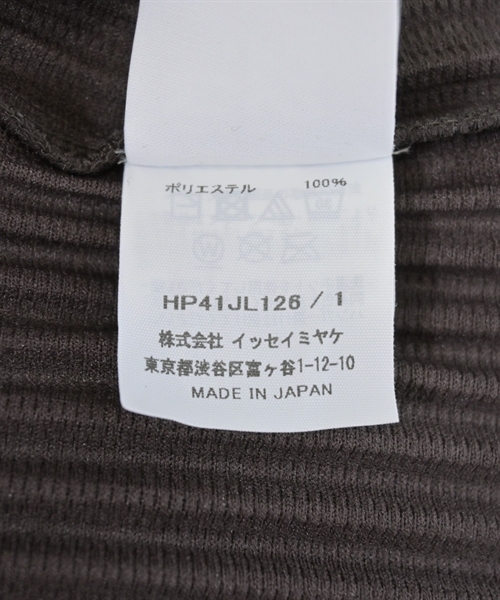 ポリエステル 100%
HP41JL126 / 1
株式会社 イッセイミヤケ
東京都渋谷区富ヶ谷1-12-10
MADE IN JAPAN